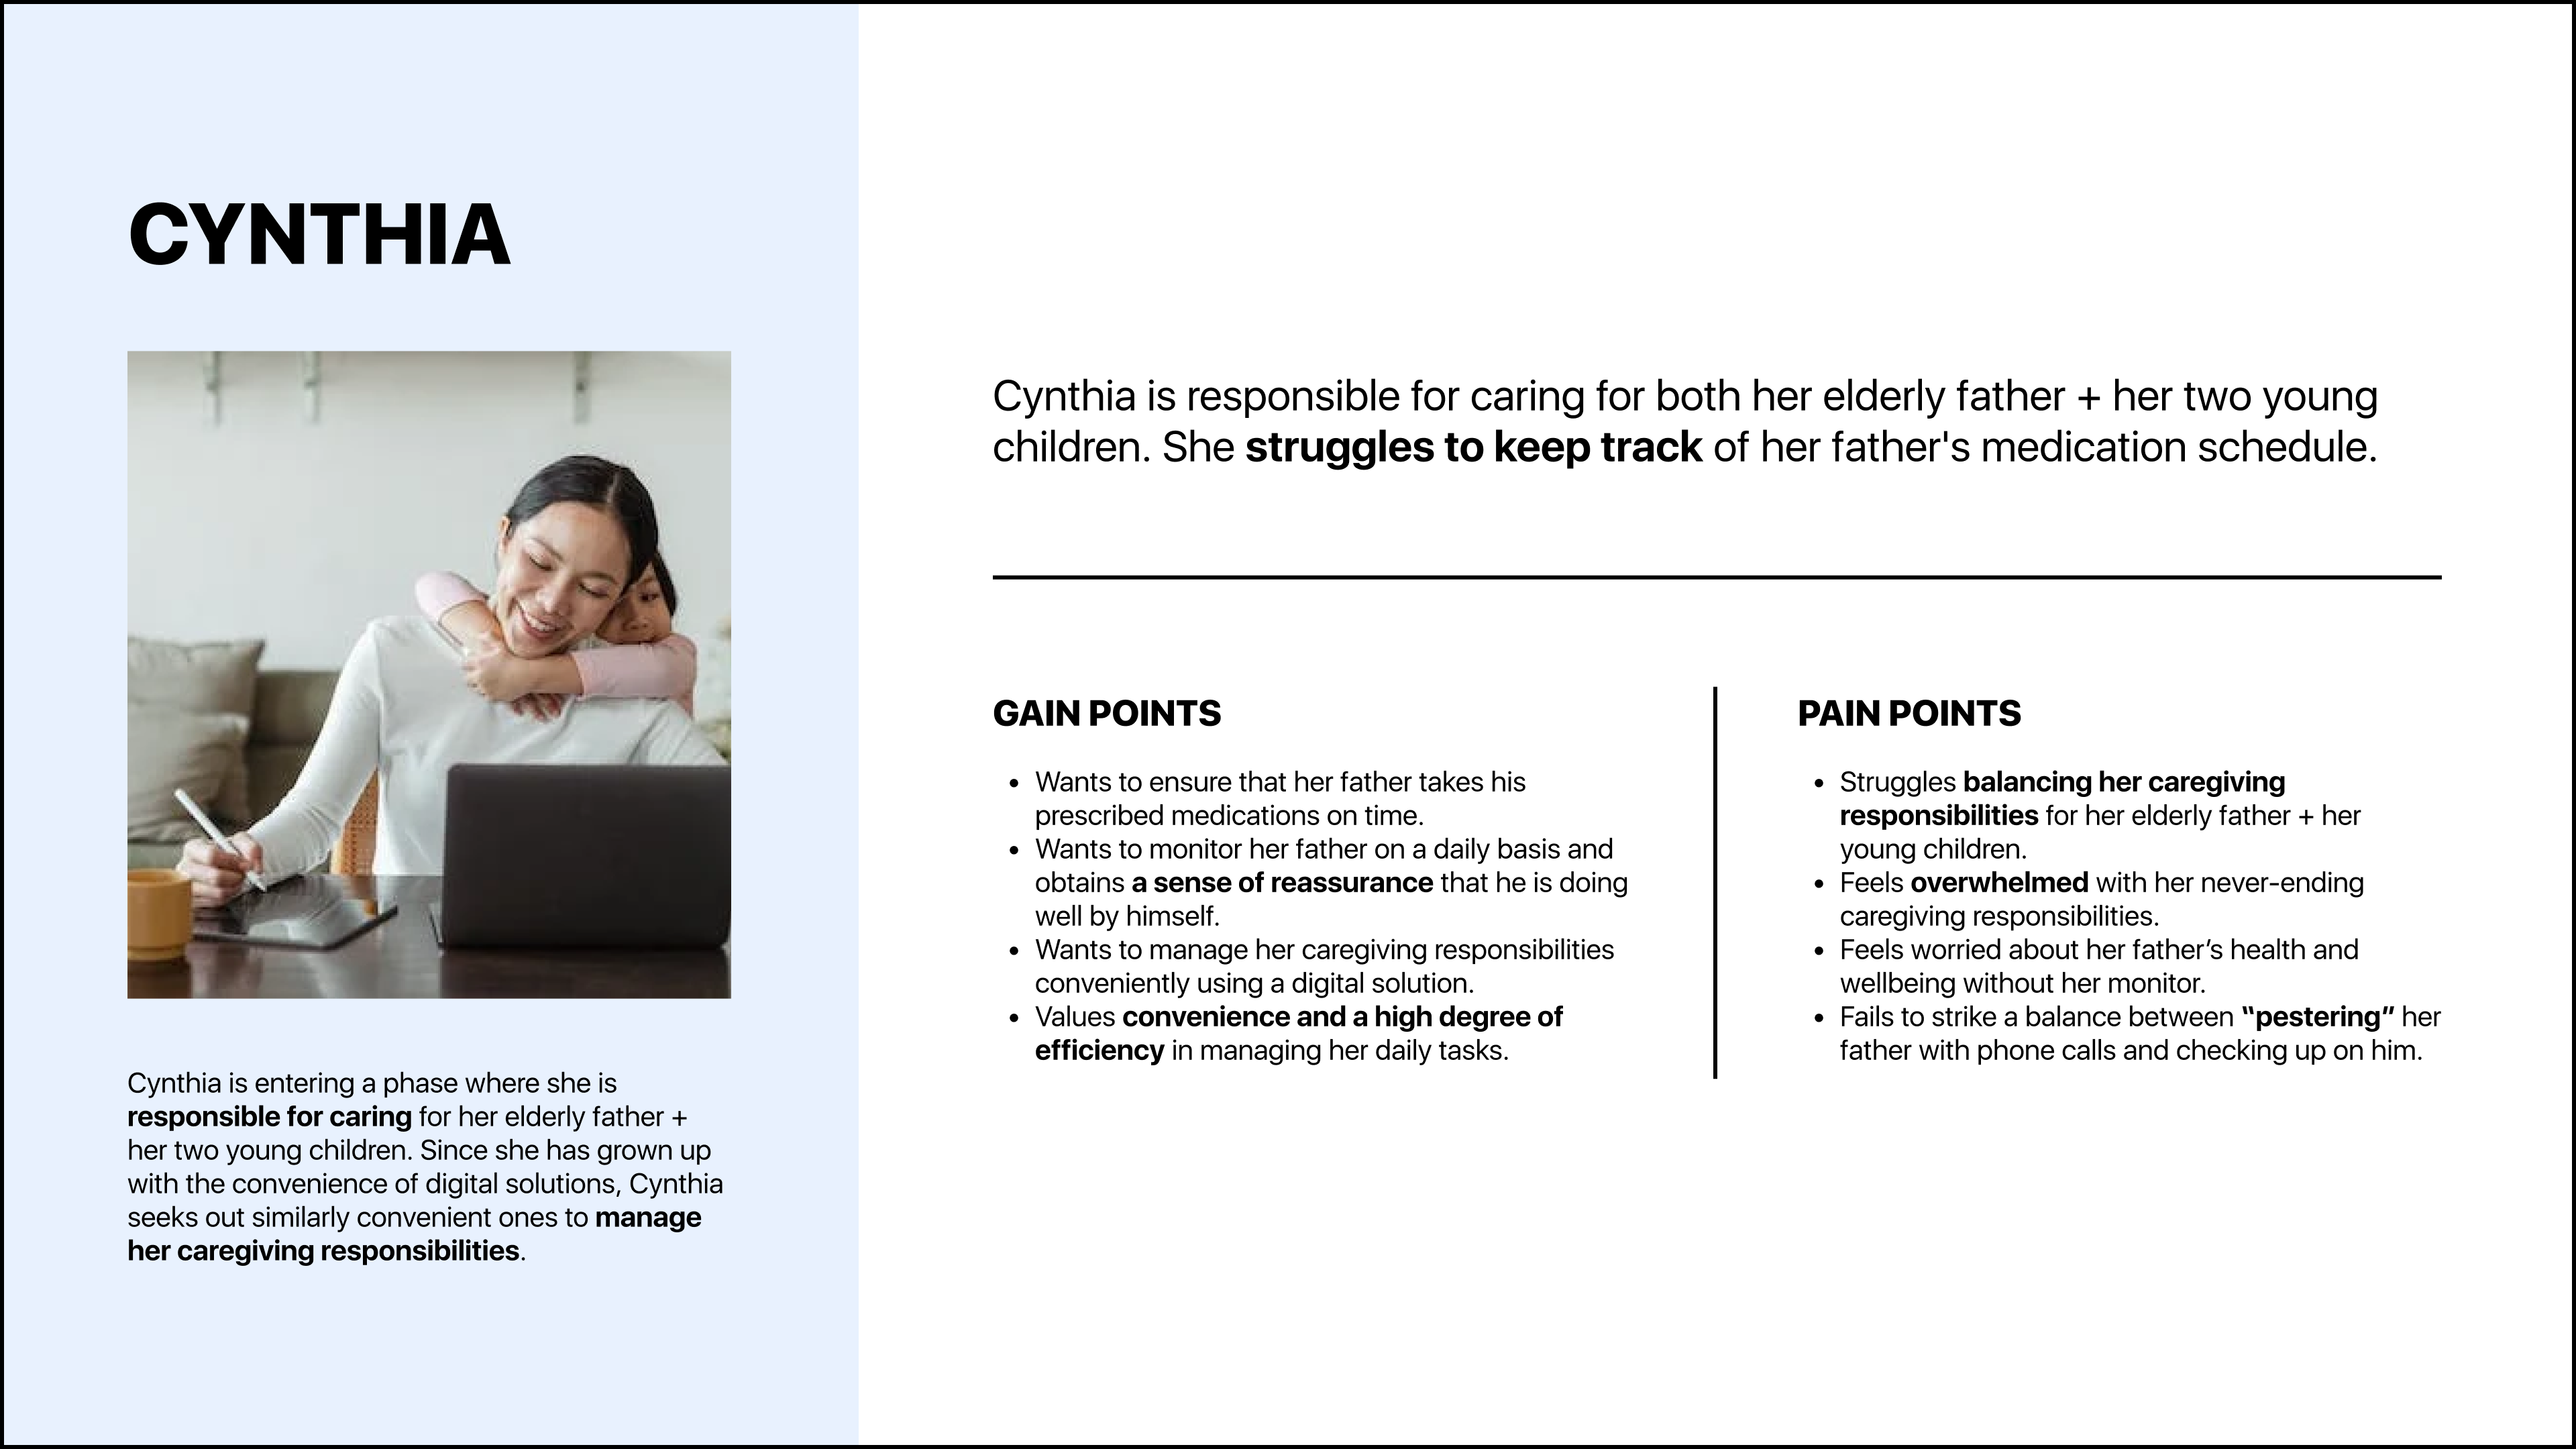 CYNTHIA
Cynthia is entering a phase where she is
responsible for caring for her elderly father +
her two young children. Since she has grown up
with the convenience of digital solutions, Cynthia
seeks out similarly convenient ones to manage
her caregiving responsibilities.
Cynthia is responsible for caring for both her elderly father + her two young
children. She struggles to keep track of her father's medication schedule.
GAIN POINTS
• Wants to ensure that her father takes his
prescribed medications on time.
• Wants to monitor her father on a daily basis and
obtains a sense of reassurance that he is doing
well by himself.
• Wants to manage her caregiving responsibilities
conveniently using a digital solution.
• Values convenience and a high degree of
efficiency in managing her daily tasks.
PAIN POINTS
• Struggles balancing her caregiving
responsibilities for her elderly father + her
young children.
• Feels overwhelmed with her never-ending
caregiving responsibilities.
• Feels worried about her father’s health and
wellbeing without her monitor.
• Fails to strike a balance between “pestering” her
father with phone calls and checking up on him.